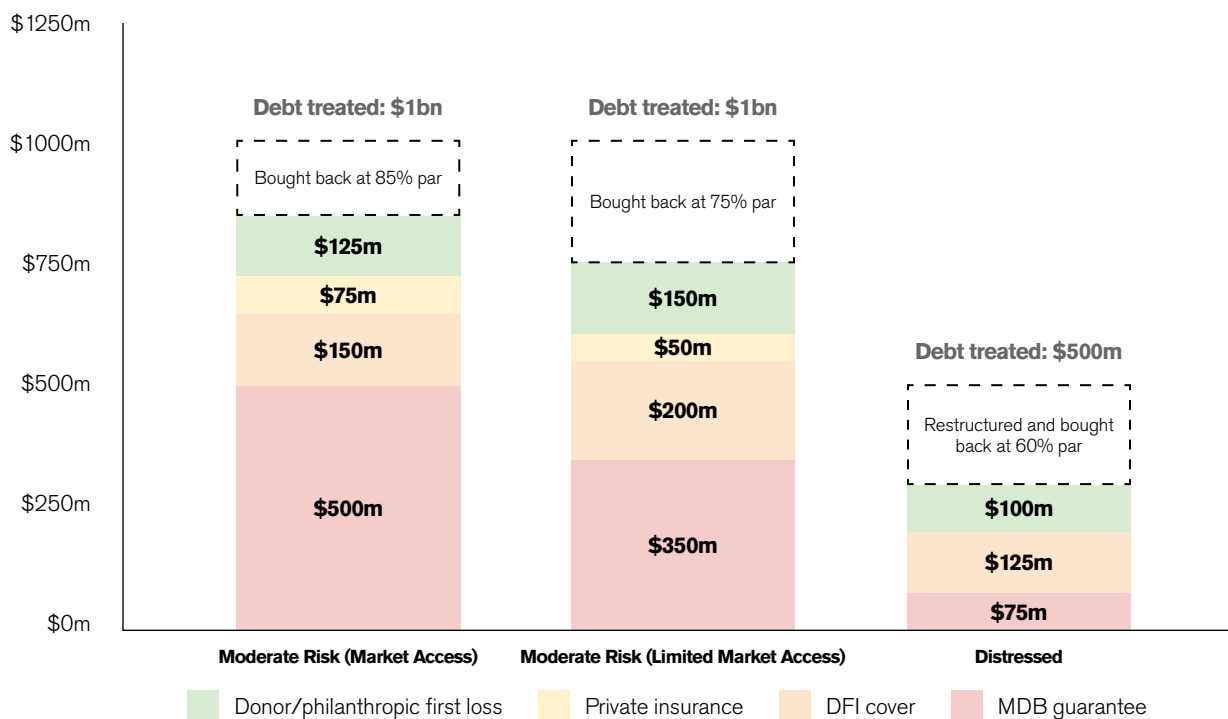 $1250m
$1000m
$750m
$500m
$250m
$0m
Debt treated: $1bn
Bought back at 85% par
$125m
$75m
$150m
$500m
Debt treated: $1bn
Bought back at 75% par
$150m
$50m
$200m
$350m
Debt treated: $500m
Restructured and bought
back at 60% par
$100m
$125m
$75m
Moderate Risk (Market Access)
Moderate Risk (Limited Market Access)
Distressed
Donor/philanthropic first loss
Private insurance
DFI cover
MDB guarantee